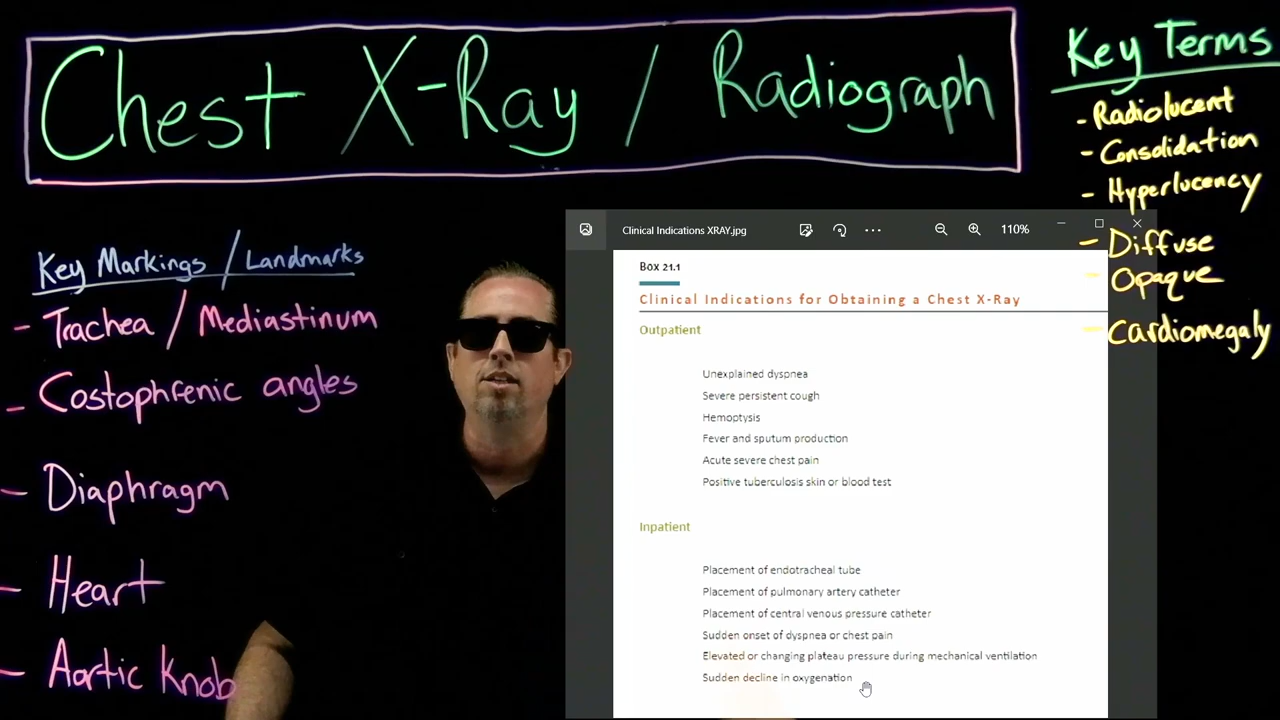 Chest X-Ray / Radiograph
Key Terms
- Radiolucent
- Consolidation
- Hyperlucency
- Diffuse
- Opaque
- Cardiomegaly
Key Markings / Landmarks
- Trachea / Mediastinum
- Costophrenic angles
- Diaphragm
- Heart
- Aortic Knob
Clinical Indications XRAY.jpg
110%
Box 21.1
Clinical Indications for Obtaining a Chest X-Ray
Outpatient
Unexplained dyspnea
Severe persistent cough
Hemoptysis
Fever and sputum production
Acute severe chest pain
Positive tuberculosis skin or blood test
Inpatient
Placement of endotracheal tube
Placement of pulmonary artery catheter
Placement of central venous pressure catheter
Sudden onset of dyspnea or chest pain
Elevated or changing plateau pressure during mechanical ventilation
Sudden decline in oxygenation